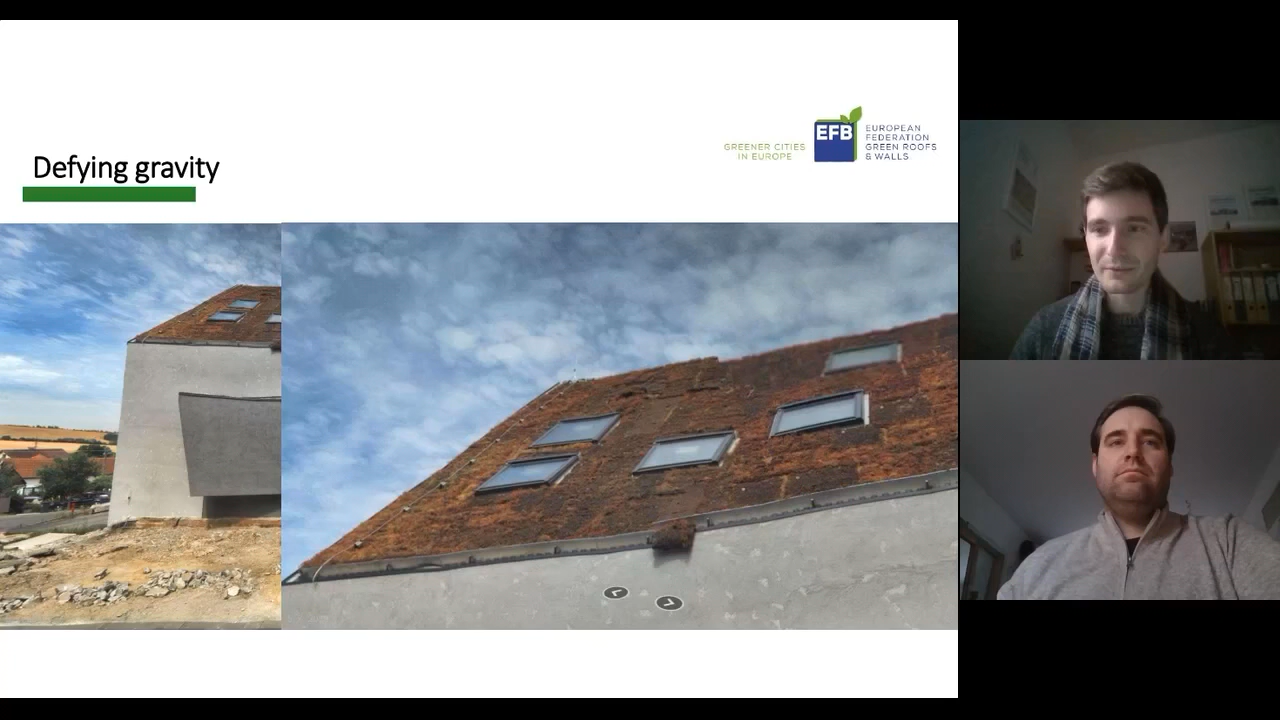 Defying gravity
GREENER CITIES
IN EUROPE
EFB
EUROPEAN
FEDERATION
GREEN ROOFS
& WALLS